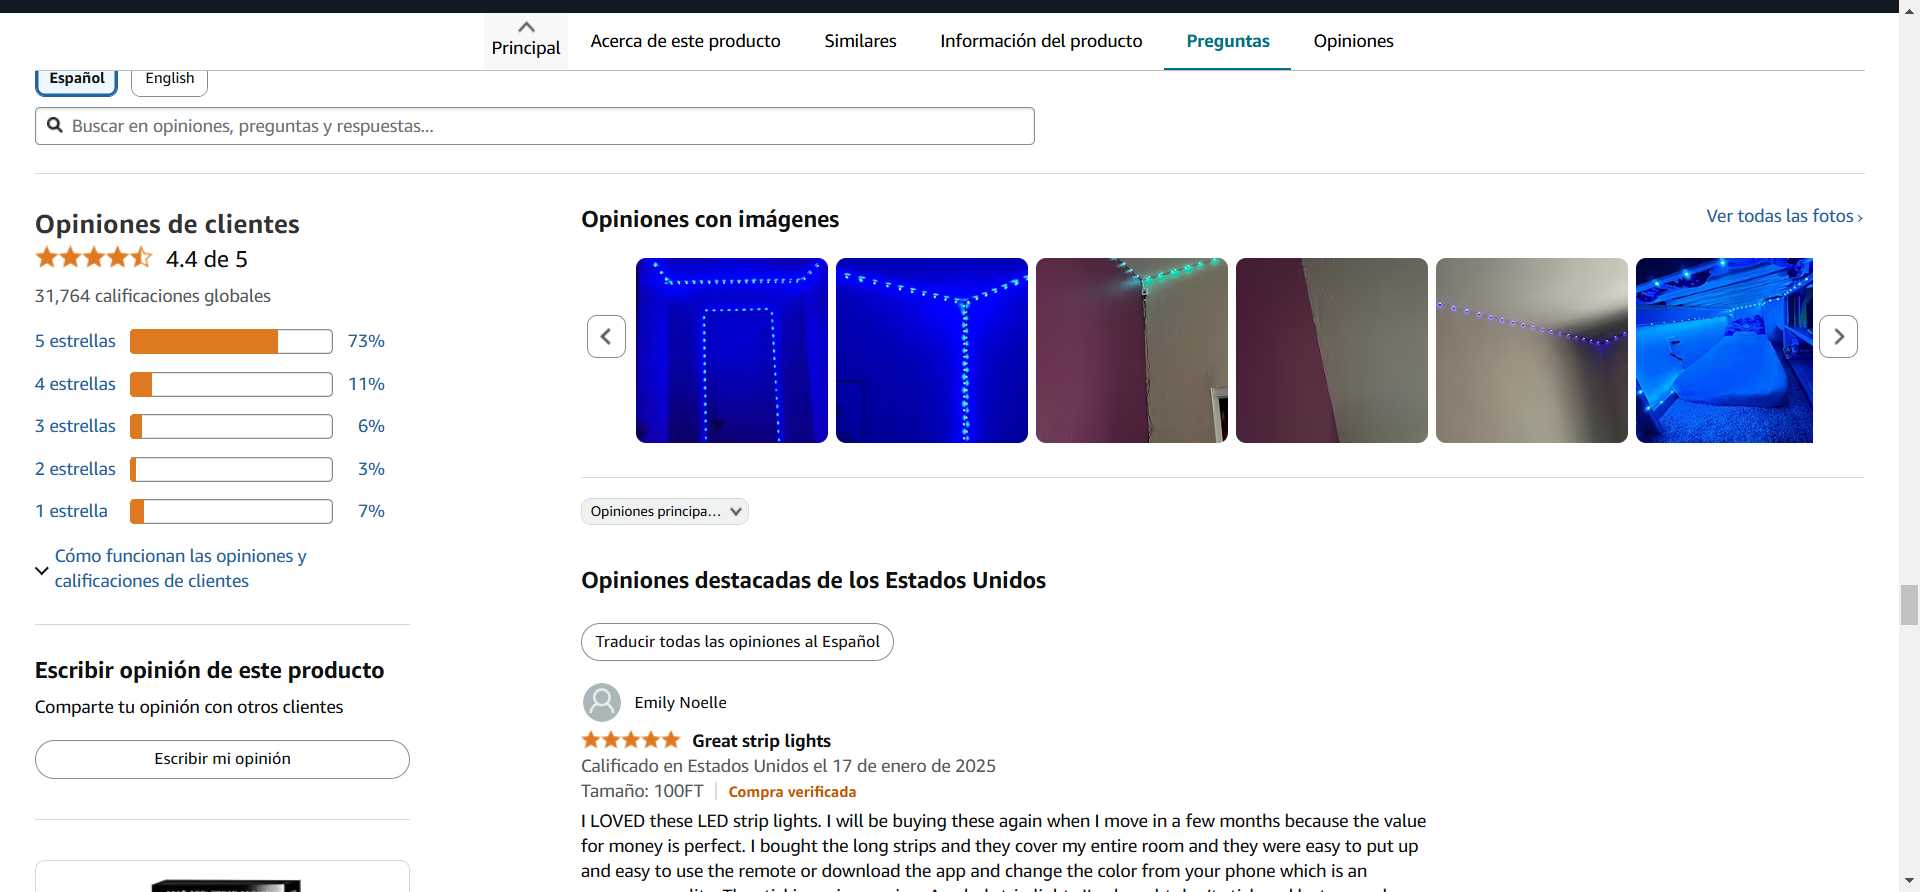 Principal
Acerca de este producto
Similares
Información del producto
Preguntas
Opiniones
Español
English
Buscar en opiniones, preguntas y respuestas...
Opiniones de clientes
4.4 de 5
31,764 calificaciones globales
5 estrellas 73%
4 estrellas 11%
3 estrellas 6%
2 estrellas 3%
1 estrella 7%
Cómo funcionan las opiniones y
calificaciones de clientes
Escribir opinión de este producto
Comparte tu opinión con otros clientes
Escribir mi opinión
Opiniones con imágenes
Ver todas las fotos ›
Opiniones principa...
Opiniones destacadas de los Estados Unidos
Traducir todas las opiniones al Español
Emily Noelle
Great strip lights
Calificado en Estados Unidos el 17 de enero de 2025
Tamaño: 100FT | Compra verificada
I LOVED these LED strip lights. I will be buying these again when I move in a few months because the value
for money is perfect. I bought the long strips and they cover my entire room and they were easy to put up
and easy to use the remote or download the app and change the color from your phone which is an